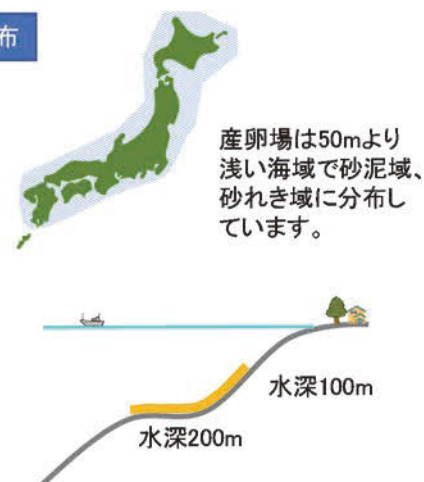 布
産卵場は50mより
浅い海域で砂泥域、
砂れき域に分布し
ています。
水深100m
水深200m